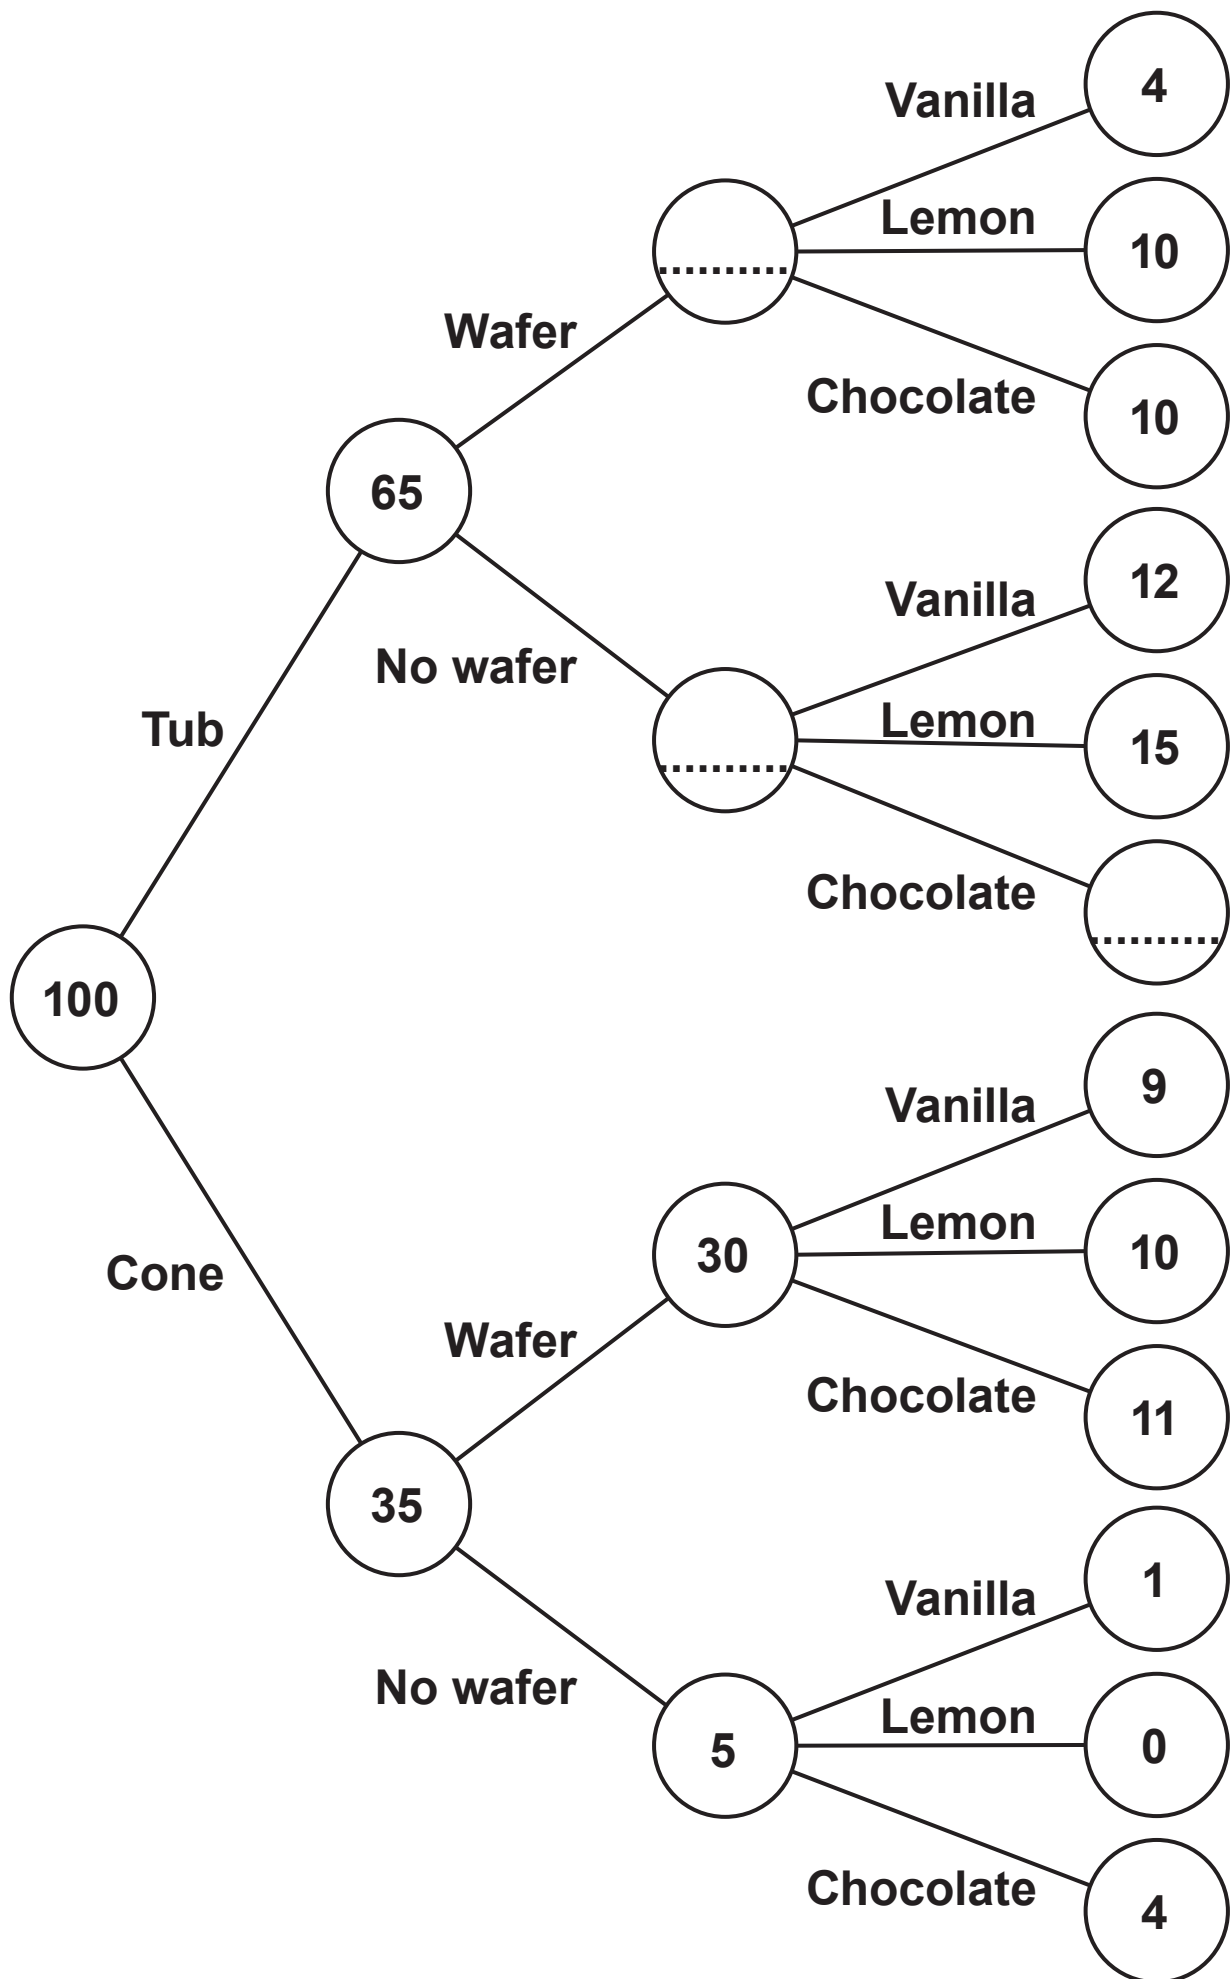 Vanilla
4
Lemon
10
..........
Wafer
Chocolate
10
65
Vanilla
12
No wafer
Lemon
15
Tub
..........
Chocolate
..........
100
Vanilla
9
Lemon
10
30
Cone
Wafer
Chocolate
11
35
Vanilla
1
No wafer
Lemon
0
5
Chocolate
4